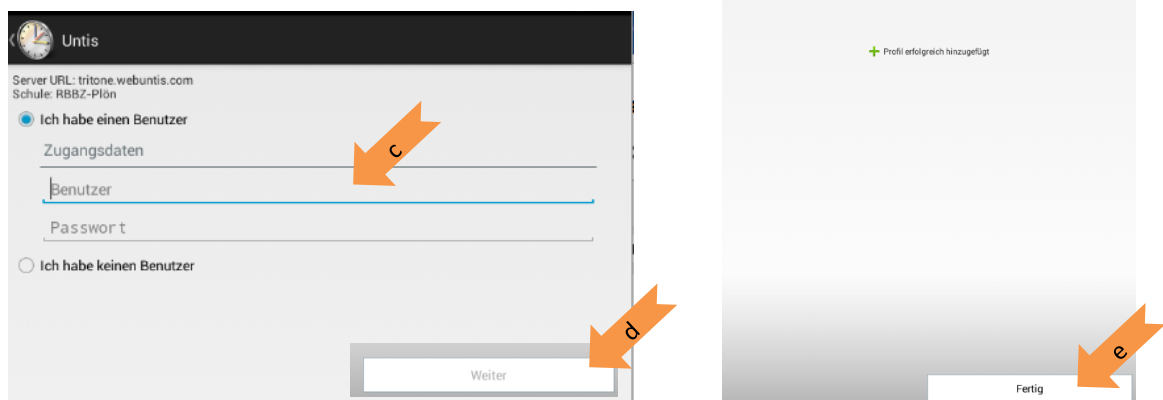 Untis
Server URL: tritone.webuntis.com
Schule: RBBZ-Plön
Ich habe einen Benutzer
Zugangsdaten
c
Benutzer
Passwort
Ich habe keinen Benutzer
d
Weiter
Profil erfolgreich hinzugefügt
e
Fertig